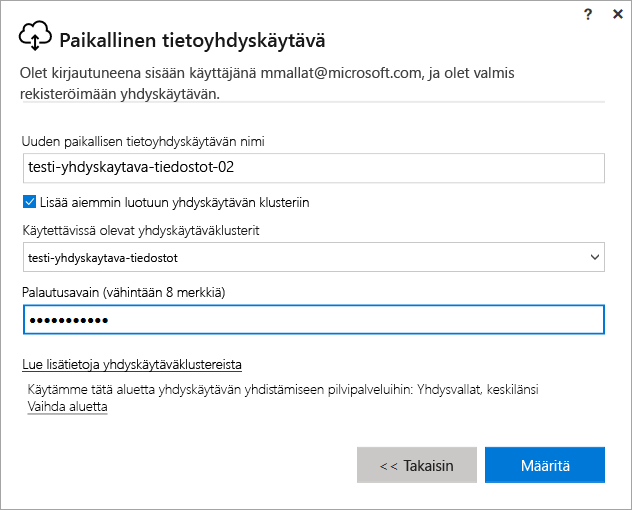 ? ×
Paikallinen tietoyhdyskäytävä
Olet kirjautuneena sisään käyttäjänä mmallat@microsoft.com, ja olet valmis
rekisteröimään yhdyskäytävän.
Uuden paikallisen tietoyhdyskäytävän nimi
testi-yhdyskaytava-tiedostot-02
Lisää aiemmin luotuun yhdyskäytävän klusteriin
Käytettävissä olevat yhdyskäytäväklusterit
testi-yhdyskaytava-tiedostot
Palautusavain (vähintään 8 merkkiä)
●●●●●●●●●●●
Lue lisätietoja yhdyskäytäväklustereista
Käytämme tätä aluetta yhdyskäytävän yhdistämiseen pilvipalveluihin: Yhdysvallat, keskilänsi
Vaihda aluetta
<< Takaisin
Määritä